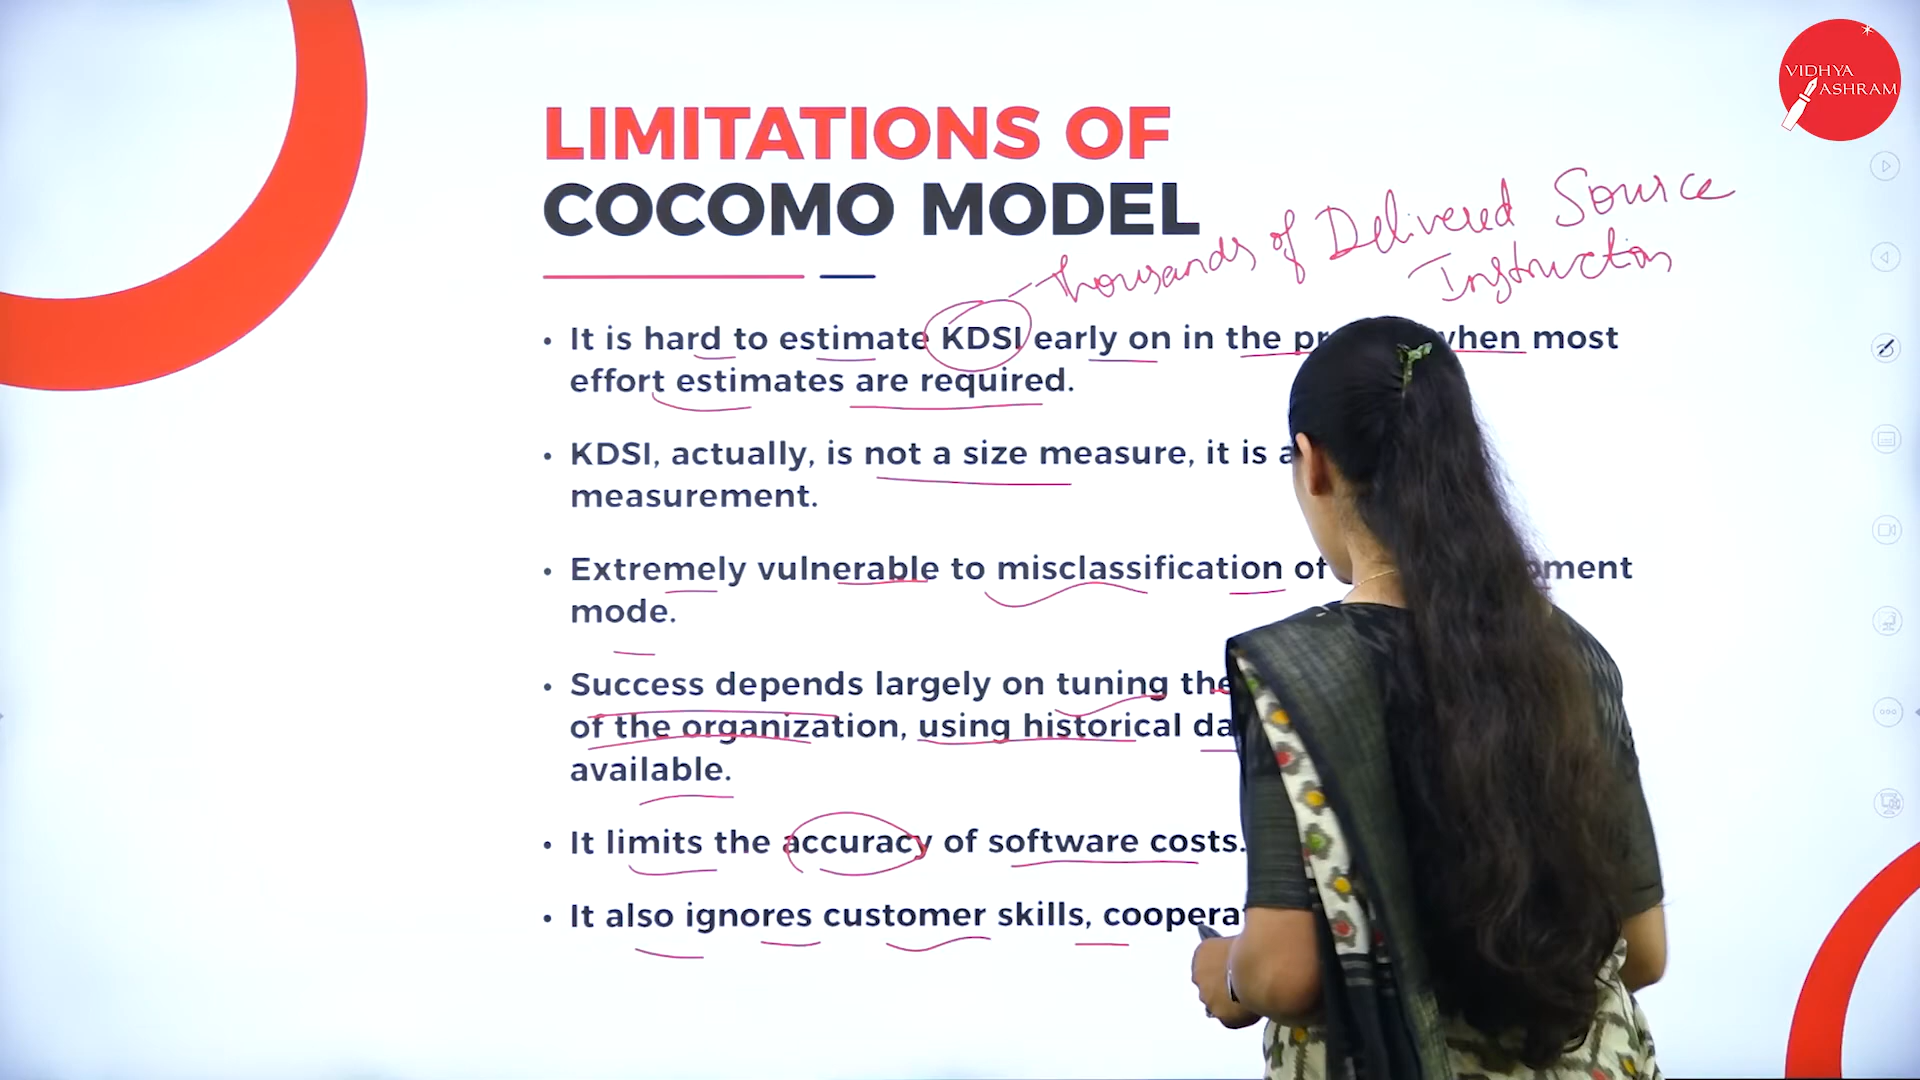 VIDHYA
ASHRAM
LIMITATIONS OF
COCOMO MODEL
Thousands of Delivered Source
Instruction
• It is hard to estimate KDSI early on in the when most
effort estimates are required.
• KDSI, actually, is not a size measure, it is a
measurement.
• Extremely vulnerable to misclassification of
mode.
• Success depends largely on tuning the
of the organization, using historical
available.
• It limits the accuracy of software costs.
• It also ignores customer skills,